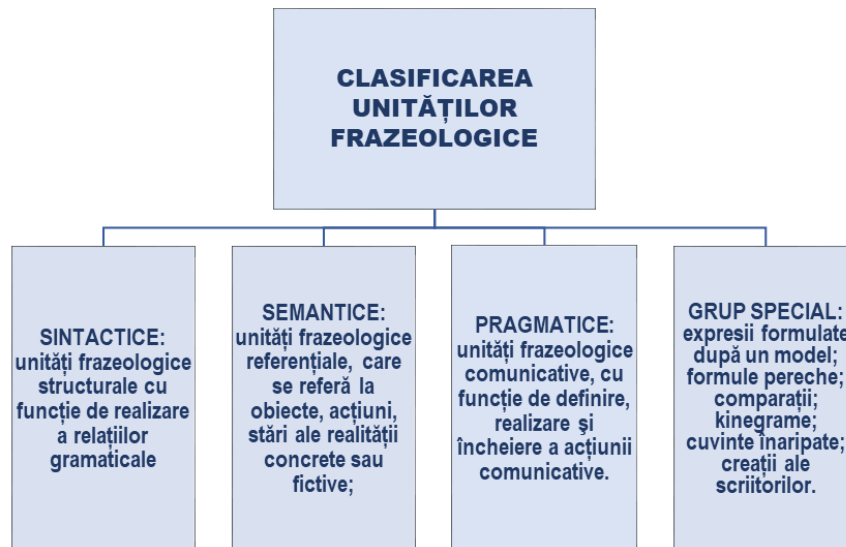 CLASIFICAREA
UNITĂȚILOR
FRAZEOLOGICE
SINTACTICE:
unități frazeologice
structurale cu
funcție de realizare
a relațiilor
gramaticale
SEMANTICE:
unități frazeologice
referențiale, care
se referă la
obiecte, acțiuni,
stări ale realității
concrete sau
fictive;
PRAGMATICE:
unități frazeologice
comunicative, cu
funcție de definire,
realizare şi
încheiere a acțiunii
comunicative.
GRUP SPECIAL:
expresii formulate
după un model;
formule pereche;
comparații;
kinegrame;
cuvinte înaripate;
creații ale
scriitorilor.